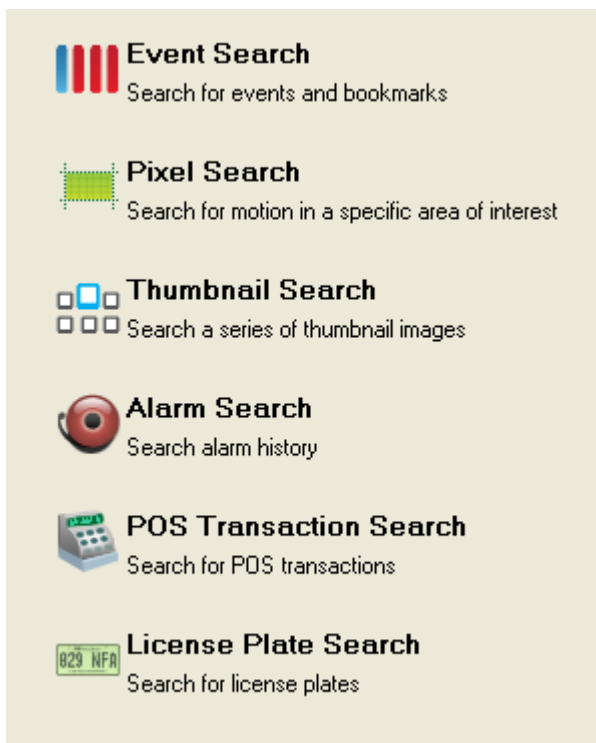 Event Search
Search for events and bookmarks
Pixel Search
Search for motion in a specific area of interest
Thumbnail Search
Search a series of thumbnail images
Alarm Search
Search alarm history
POS Transaction Search
Search for POS transactions
829 NFA
License Plate Search
Search for license plates